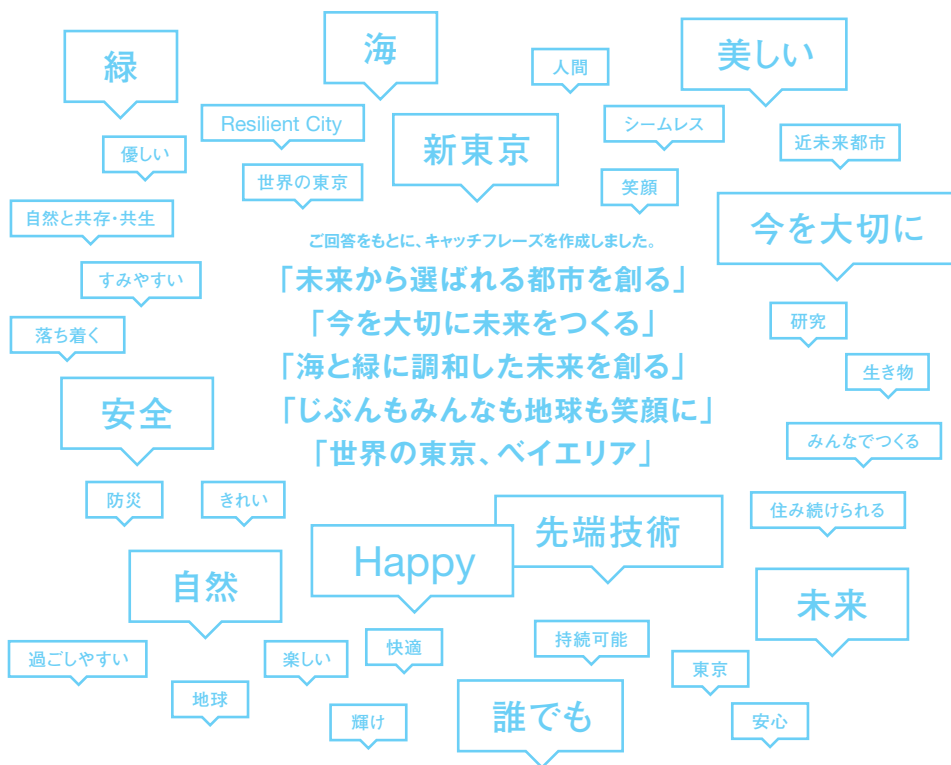 緑
海
人間
美しい
Resilient City
新東京
シームレス
近未来都市
優しい
世界の東京
笑顔
自然と共存・共生
今を大切に
ご回答をもとに、キャッチフレーズを作成しました。
「未来から選ばれる都市を創る」
「今を大切に未来をつくる」
「海と緑に調和した未来を創る」
「じぶんもみんなも地球も笑顔に」
「世界の東京、ベイエリア」
すみやすい
落ち着く
研究
生き物
安全
みんなでつくる
防災
きれい
住み続けられる
先端技術
Happy
自然
未来
過ごしやすい
楽しい
快適
持続可能
東京
地球
輝け
誰でも
安心